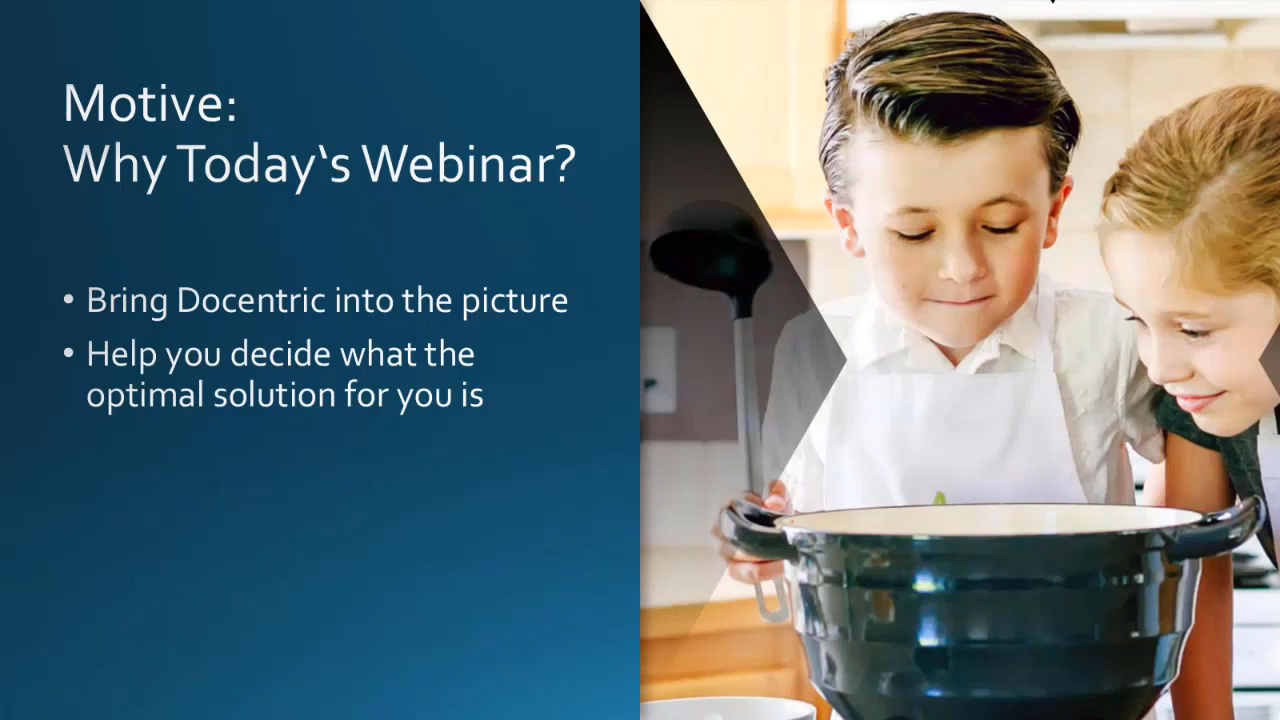 Motive:
Why Today‘s Webinar?
• Bring Docentric into the picture
• Help you decide what the
optimal solution for you is